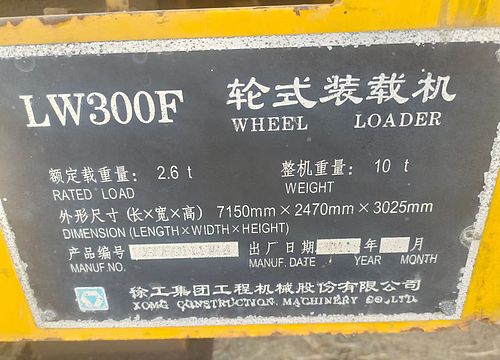 LW300F 轮式装载机
WHEEL LOADER
额定载重量: 2.6 t 整机重量: 10 t
RATED LOAD WEIGHT
外形尺寸 (长×宽×高) 7150mm×2470mm×3025mm
DIMENSION (LENGTH×WIDTH×HEIGHT)
产品编号 出厂日期 年 月
MANUF.NO. MANUF.DATE YEAR MONTH
徐工集团工程机械股份有限公司
XCMG CONSTRUCTION MACHINERY CO.,LTD.